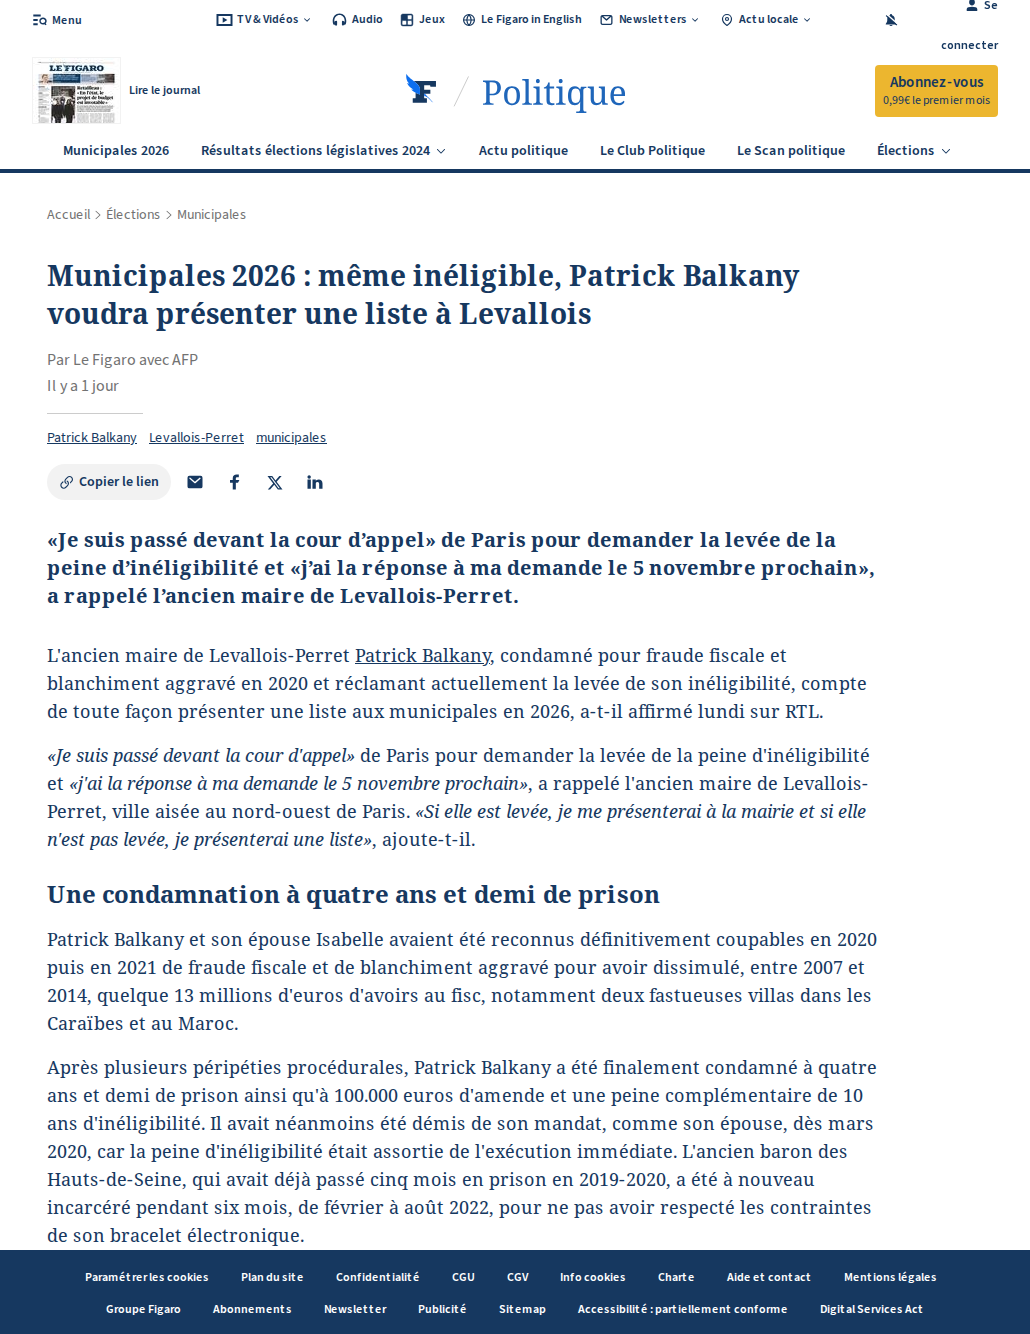 Menu
TV & Vidéos
Audio
Jeux
Le Figaro in English
Newsletters
Actu locale
Se connecter
LE FIGARO
Retailleau : «En l'état, le projet de budget est invotable»
Lire le journal
F / Politique
Abonnez-vous
0,99€ le premier mois
Municipales 2026
Résultats élections législatives 2024
Actu politique
Le Club Politique
Le Scan politique
Élections
Accueil > Élections > Municipales
Municipales 2026 : même inéligible, Patrick Balkany
voudra présenter une liste à Levallois
Par Le Figaro avec AFP
Il y a 1 jour
Patrick Balkany Levallois-Perret municipales
Copier le lien
«Je suis passé devant la cour d’appel» de Paris pour demander la levée de la
peine d’inéligibilité et «j’ai la réponse à ma demande le 5 novembre prochain»,
a rappelé l’ancien maire de Levallois-Perret.
L'ancien maire de Levallois-Perret Patrick Balkany, condamné pour fraude fiscale et
blanchiment aggravé en 2020 et réclamant actuellement la levée de son inéligibilité, compte
de toute façon présenter une liste aux municipales en 2026, a-t-il affirmé lundi sur RTL.
«Je suis passé devant la cour d'appel» de Paris pour demander la levée de la peine d'inéligibilité
et «j'ai la réponse à ma demande le 5 novembre prochain», a rappelé l'ancien maire de Levallois-
Perret, ville aisée au nord-ouest de Paris. «Si elle est levée, je me présenterai à la mairie et si elle
n'est pas levée, je présenterai une liste», ajoute-t-il.
Une condamnation à quatre ans et demi de prison
Patrick Balkany et son épouse Isabelle avaient été reconnus définitivement coupables en 2020
puis en 2021 de fraude fiscale et de blanchiment aggravé pour avoir dissimulé, entre 2007 et
2014, quelque 13 millions d'euros d'avoirs au fisc, notamment deux fastueuses villas dans les
Caraïbes et au Maroc.
Après plusieurs péripéties procédurales, Patrick Balkany a été finalement condamné à quatre
ans et demi de prison ainsi qu'à 100.000 euros d'amende et une peine complémentaire de 10
ans d'inéligibilité. Il avait néanmoins été démis de son mandat, comme son épouse, dès mars
2020, car la peine d'inéligibilité était assortie de l'exécution immédiate. L'ancien baron des
Hauts-de-Seine, qui avait déjà passé cinq mois en prison en 2019-2020, a été à nouveau
incarcéré pendant six mois, de février à août 2022, pour ne pas avoir respecté les contraintes
de son bracelet électronique.
Paramétrer les cookies Plan du site Confidentialité CGU CGV Info cookies Charte Aide et contact Mentions légales
Groupe Figaro Abonnements Newsletter Publicité Sitemap Accessibilité : partiellement conforme Digital Services Act